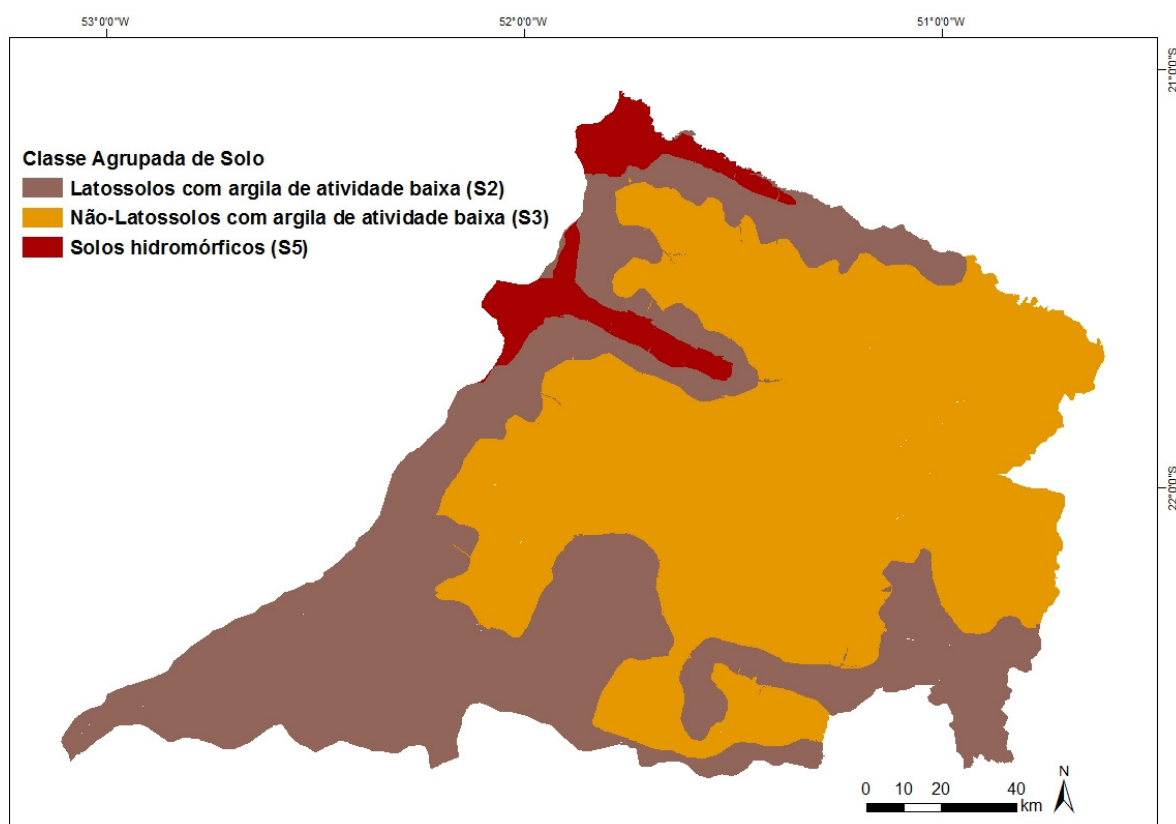 53°0'0"W 52°0'0"W 51°0'0"W
21°0'0"S
Classe Agrupada de Solo
Latossolos com argila de atividade baixa (S2)
Não-Latossolos com argila de atividade baixa (S3)
Solos hidromórficos (S5)
22°0'0"S
N
0 10 20 40
km